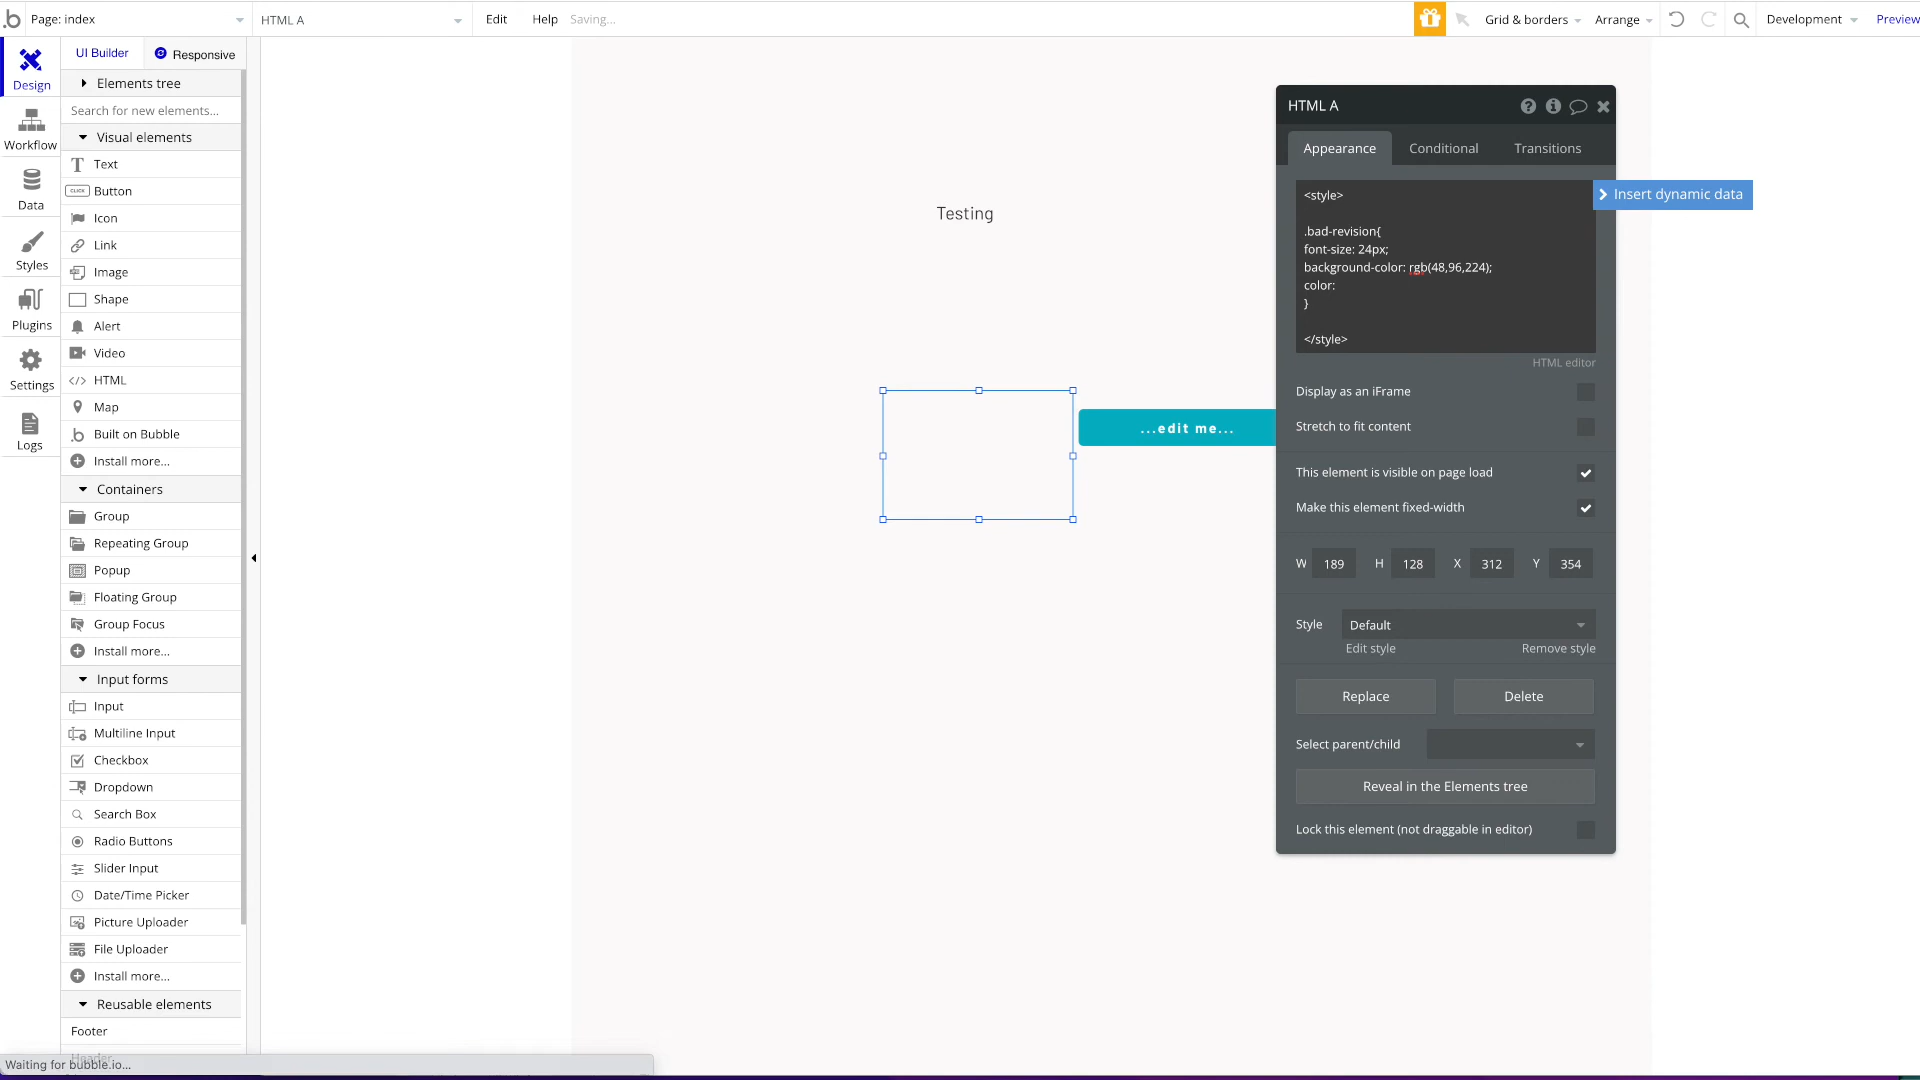 Page: index
HTML A
Edit
Help
Saving...
Grid & borders
Arrange
Development
Preview
Design
Workflow
Data
Styles
Plugins
Settings
Logs
UI Builder
Responsive
Elements tree
Search for new elements...
Visual elements
Text
CLICK Button
Icon
Link
Image
Shape
Alert
Video
HTML
Map
Built on Bubble
Install more...
Containers
Group
Repeating Group
Popup
Floating Group
Group Focus
Install more...
Input forms
Input
Multiline Input
Checkbox
Dropdown
Search Box
Radio Buttons
Slider Input
Date/Time Picker
Picture Uploader
File Uploader
Install more...
Reusable elements
Footer
Header
Waiting for bubble.io...
Testing
...edit me...
HTML A
Appearance
Conditional
Transitions
<style>
.bad-revision{
font-size: 24px;
background-color: rgb(48,96,224);
color:
}
</style>
Insert dynamic data
HTML editor
Display as an iFrame
Stretch to fit content
This element is visible on page load
Make this element fixed-width
W 189 H 128 X 312 Y 354
Style Default
Edit style Remove style
Replace Delete
Select parent/child
Reveal in the Elements tree
Lock this element (not draggable in editor)